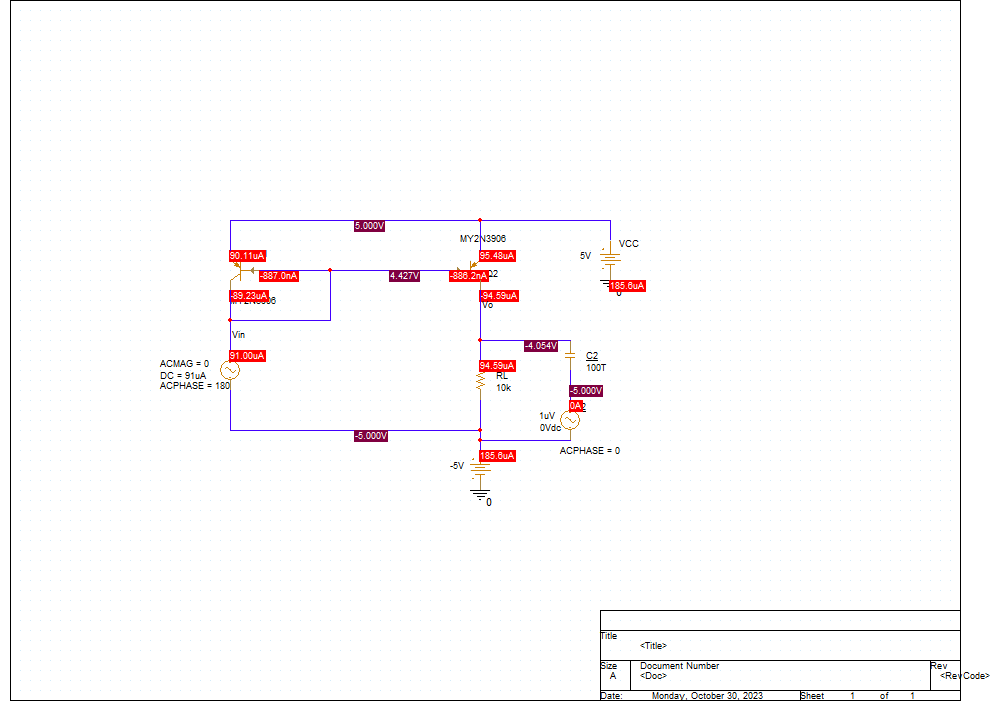 5.000V
MY2N3906
VCC
5V
90.11uA
95.48uA
-887.0nA
4.427V
-886.2nA
185.6uA
0
-89.23uA
-94.59uA
Vo
Vin
-4.054V
91.00uA
C2
100T
ACMAG = 0
DC = 91uA
ACPHASE = 180
94.59uA
RL
10k
-5.000V
0A
1uV
0Vdc
-5.000V
ACPHASE = 0
185.6uA
-5V
0
Title
<Title>
Size
A
Document Number
<Doc>
Rev
<RevCode>
Date:
Monday, October 30, 2023
Sheet
1
of
1